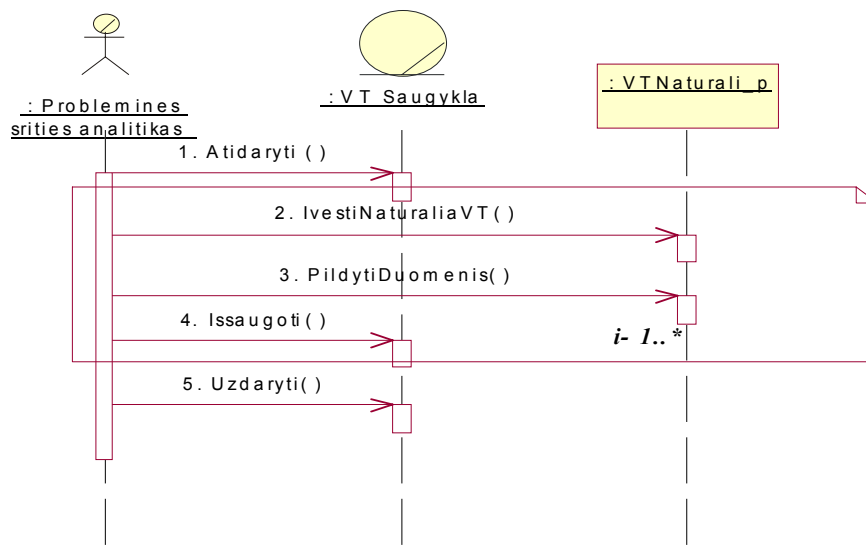 : Problemines
srities analitikas
: VT Saugykla
: VTNaturali_p
1. Atidaryti ( )
2. IvestiNaturaliaVT( )
3. PildytiDuomenis( )
4. Issaugoti( )
i- 1..*
5. Uzdaryti( )